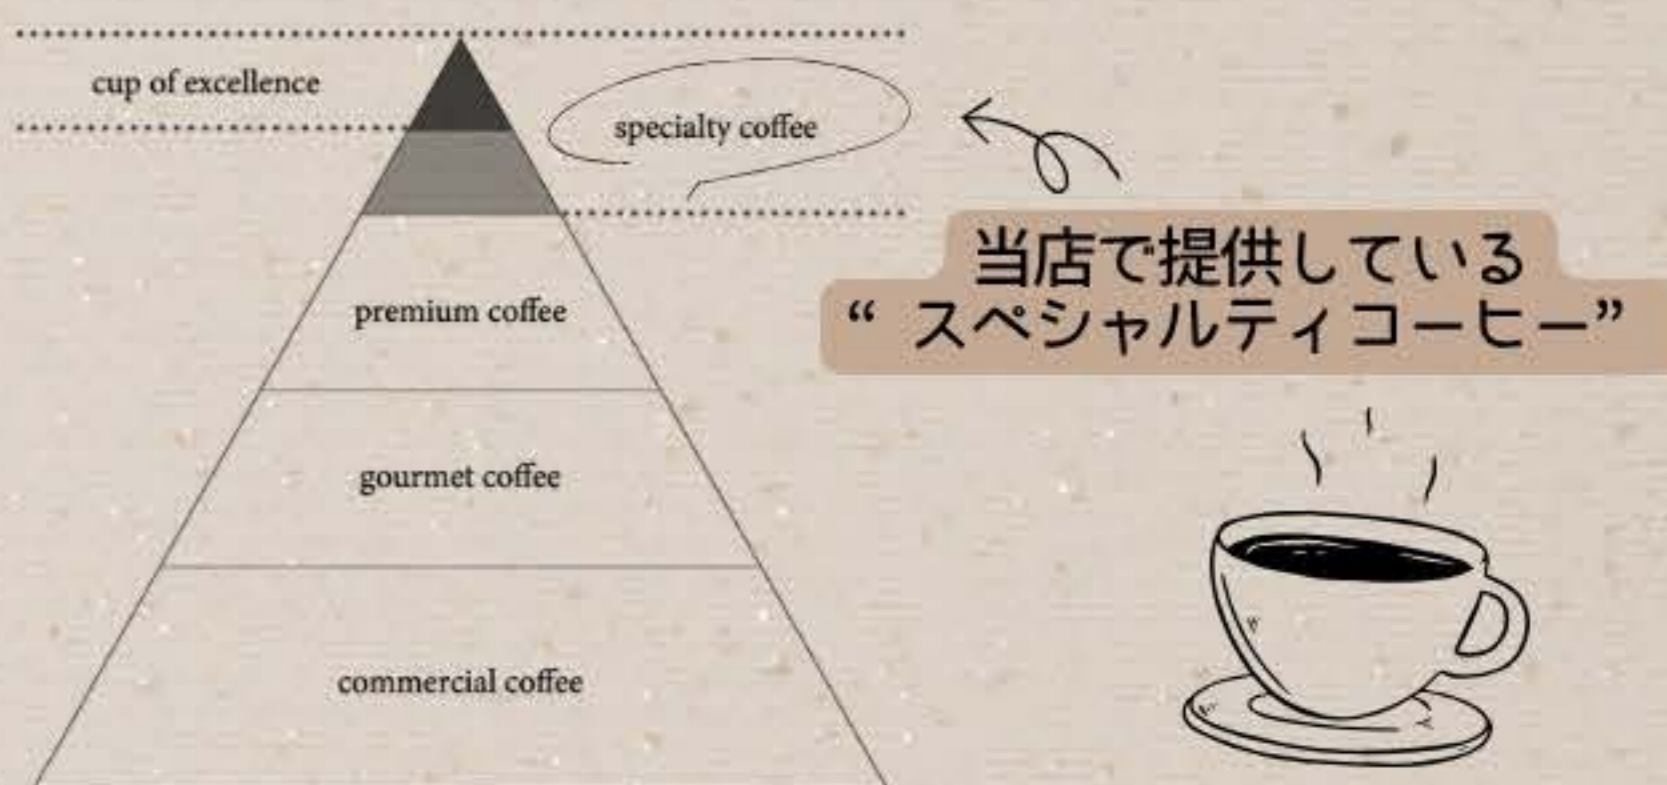 cup of excellence
specialty coffee
当店で提供している
“ スペシャルティコーヒー”
premium coffee
gourmet coffee
commercial coffee